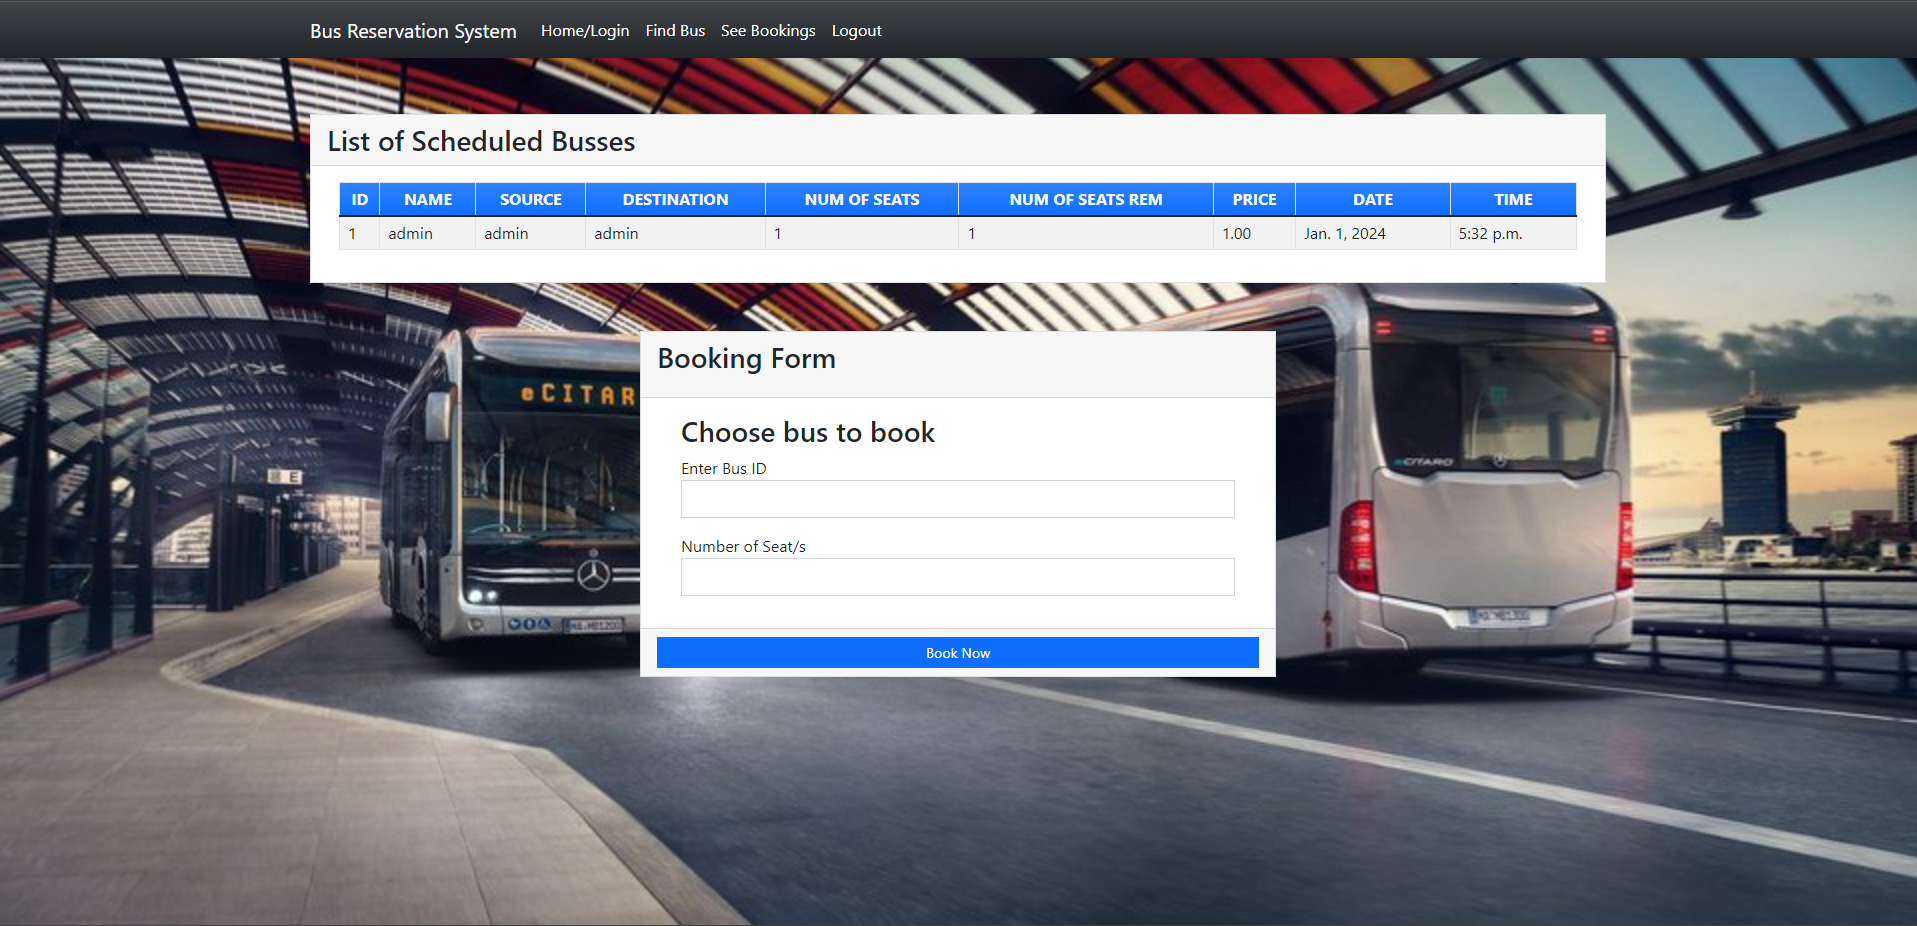 Bus Reservation System Home/Login Find Bus See Bookings Logout
List of Scheduled Busses
ID NAME SOURCE DESTINATION NUM OF SEATS NUM OF SEATS REM PRICE DATE TIME
1 admin admin admin 1 1 1.00 Jan. 1, 2024 5:32 p.m.
Booking Form
eCITAR
Choose bus to book
eCITARO
Enter Bus ID
E
Number of Seat/s
Book Now